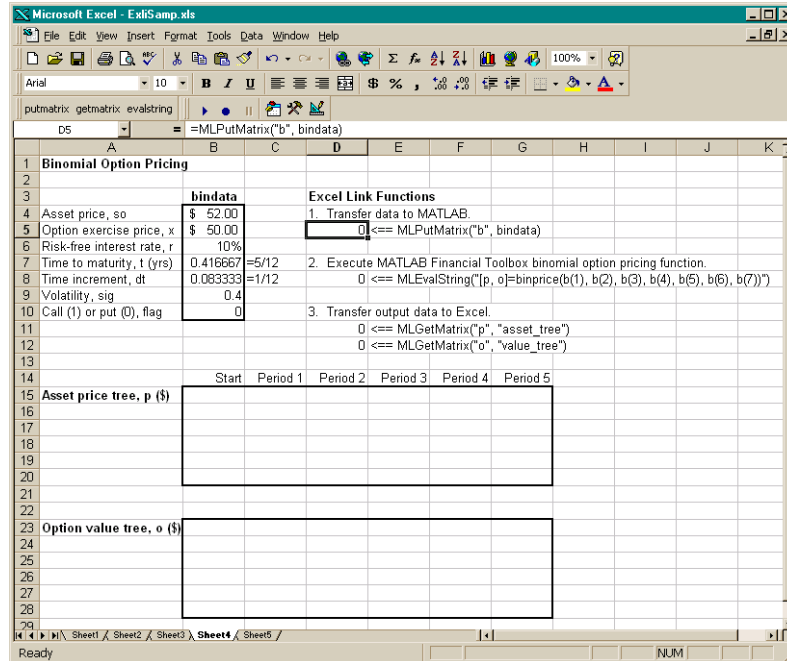 Microsoft Excel - ExliSamp.xls
File Edit View Insert Format Tools Data Window Help
100%
Arial 10 B I U $ % ,
putmatrix getmatrix evalstring
D5 = =MLPutMatrix("b", bindata)
A B C D E F G H I J K
1 Binomial Option Pricing
2
3 bindata Excel Link Functions
4 Asset price, so $ 52.00 1. Transfer data to MATLAB.
5 Option exercise price, x $ 50.00 0 <== MLPutMatrix("b", bindata)
6 Risk-free interest rate, r 10%
7 Time to maturity, t (yrs) 0.416667 =5/12 2. Execute MATLAB Financial Toolbox binomial option pricing function.
8 Time increment, dt 0.083333 =1/12 0 <== MLEvalString("[p, o]=binprice(b(1), b(2), b(3), b(4), b(5), b(6), b(7))")
9 Volatility, sig 0.4
10 Call (1) or put (0), flag 0 3. Transfer output data to Excel.
11 0 <== MLGetMatrix("p", "asset_tree")
12 0 <== MLGetMatrix("o", "value_tree")
13
14 Start Period 1 Period 2 Period 3 Period 4 Period 5
15 Asset price tree, p ($)
16
17
18
19
20
21
22
23 Option value tree, o ($)
24
25
26
27
28
29
Sheet1 Sheet2 Sheet3 Sheet4 Sheet5
Ready NUM